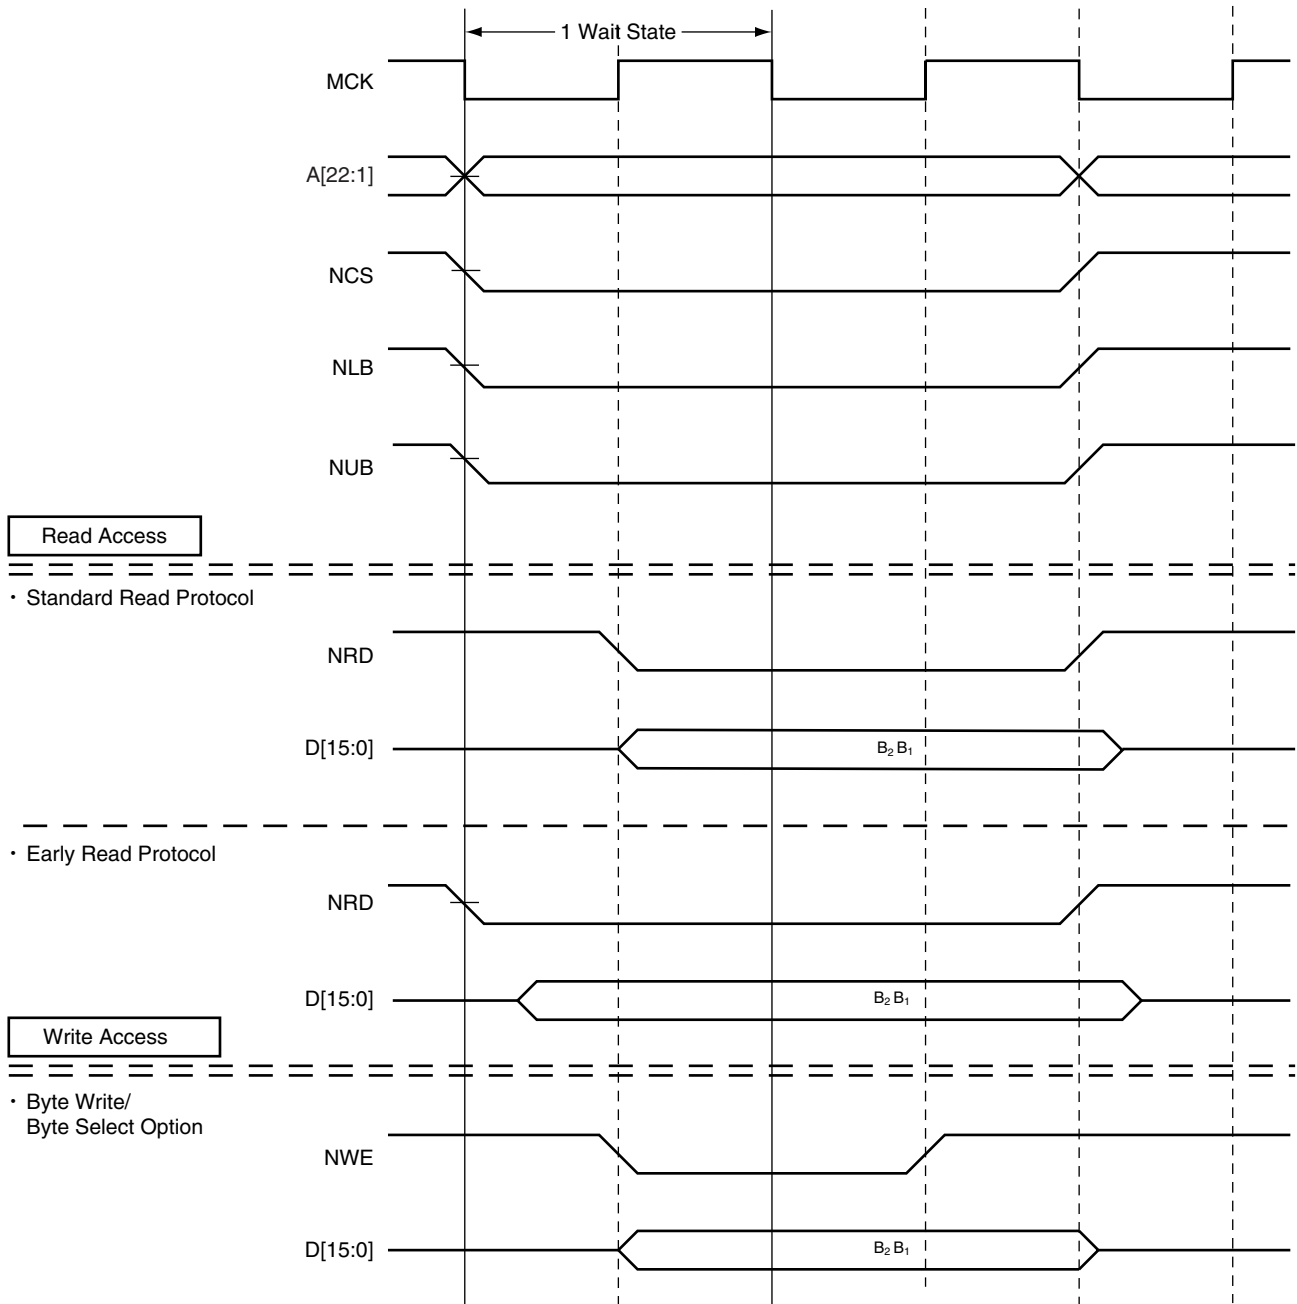 1 Wait State
MCK
A[22:1]
NCS
NLB
NUB
Read Access
· Standard Read Protocol
NRD
D[15:0]
B₂ B₁
· Early Read Protocol
NRD
D[15:0]
B₂ B₁
Write Access
· Byte Write/
Byte Select Option
NWE
D[15:0]
B₂ B₁